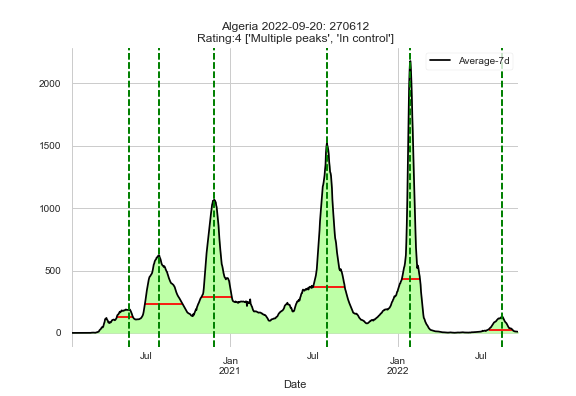 Algeria 2022-09-20: 270612
Rating:4 ['Multiple peaks', 'In control']
Average-7d
2000
1500
1000
500
0
Jul
Jan
2021
Jul
Jan
2022
Jul
Date